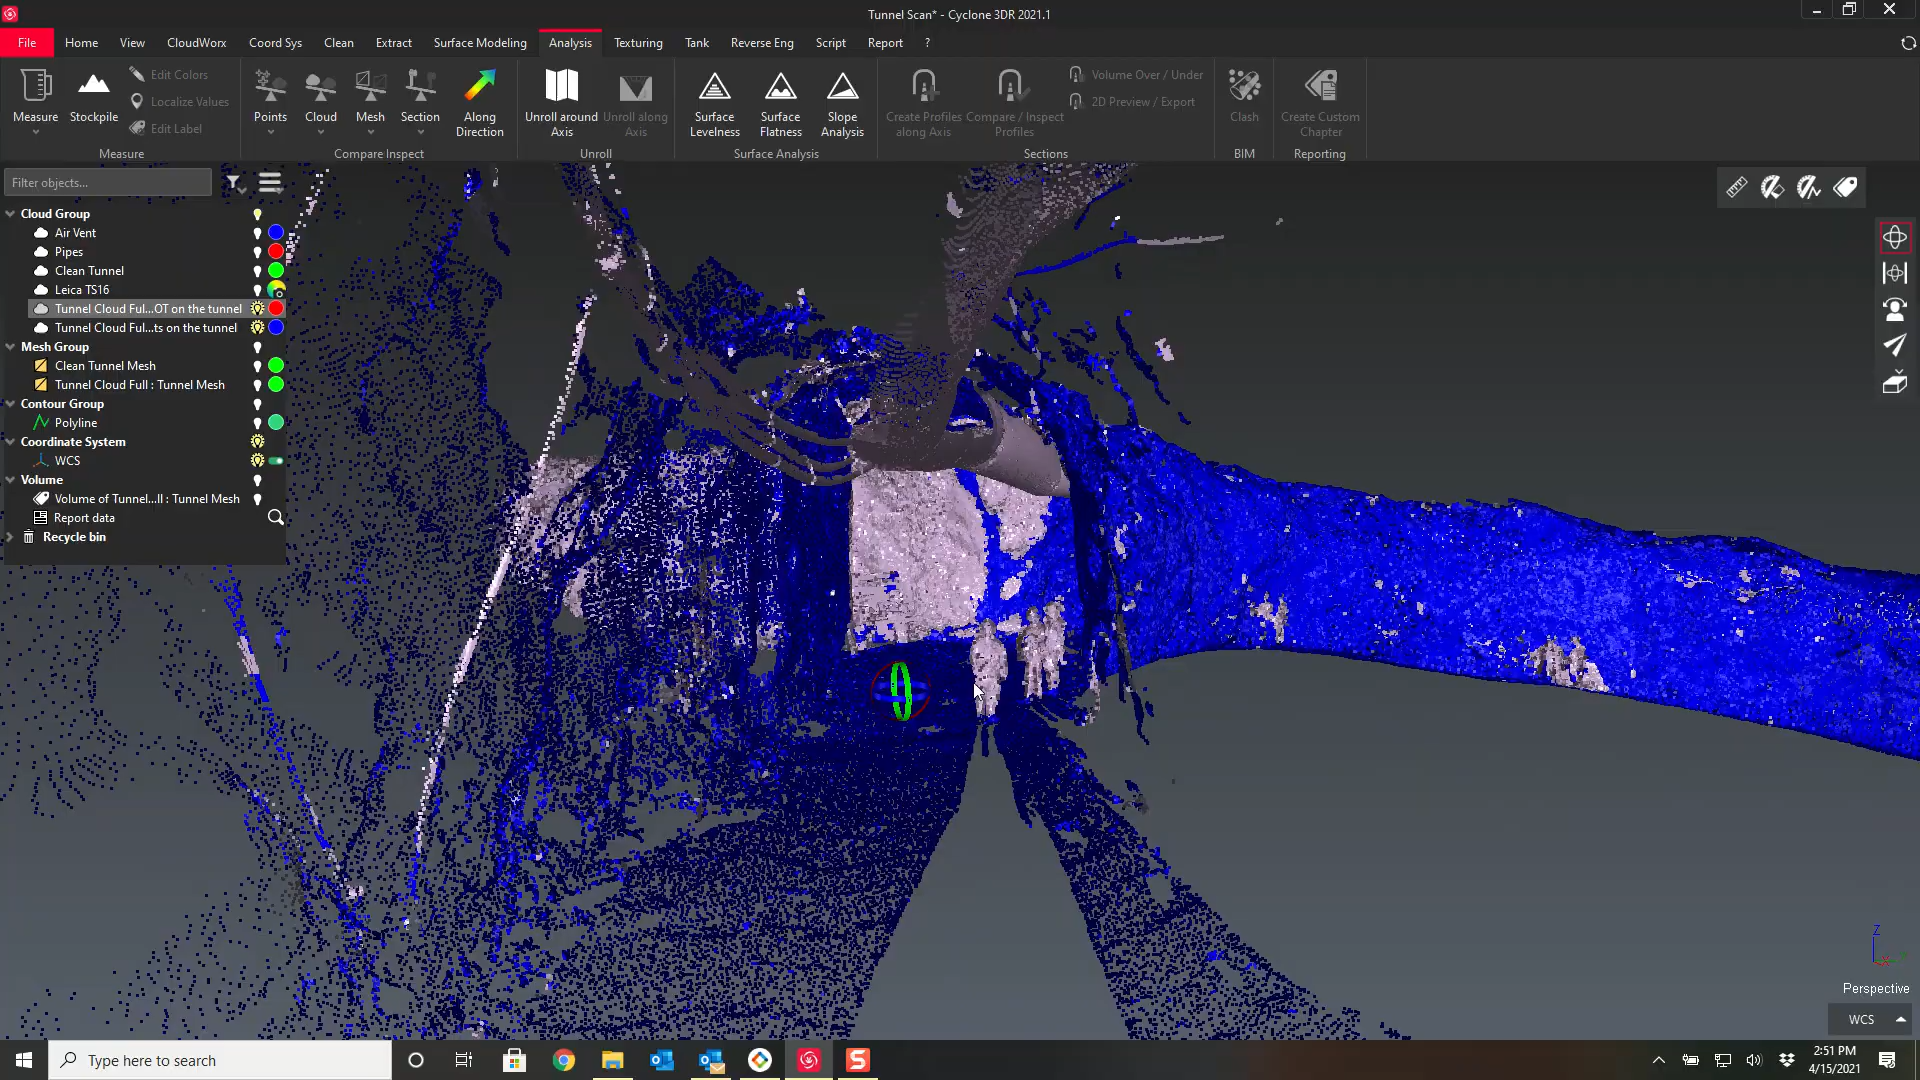 Tunnel Scan* - Cyclone 3DR 2021.1
File Home View CloudWorx Coord Sys Clean Extract Surface Modeling Analysis Texturing Tank Reverse Eng Script Report ?
Measure
Stockpile
Edit Colors
Localize Values
Edit Label
Measure
Points
Cloud
Mesh
Section
Along Direction
Compare Inspect
Unroll around Axis
Unroll along Axis
Unroll
Surface Levelness
Surface Flatness
Slope Analysis
Surface Analysis
Create Profiles along Axis
Compare / Inspect Profiles
Volume Over / Under
2D Preview / Export
Sections
Clash
BIM
Create Custom Chapter
Reporting
Filter objects...
Cloud Group
Air Vent
Pipes
Clean Tunnel
Leica TS16
Tunnel Cloud Ful...OT on the tunnel
Tunnel Cloud Ful...ts on the tunnel
Mesh Group
Clean Tunnel Mesh
Tunnel Cloud Full : Tunnel Mesh
Contour Group
Polyline
Coordinate System
WCS
Volume
Volume of Tunnel...ll : Tunnel Mesh
Report data
Recycle bin
Z
Perspective
WCS
Type here to search
2:51 PM
4/15/2021